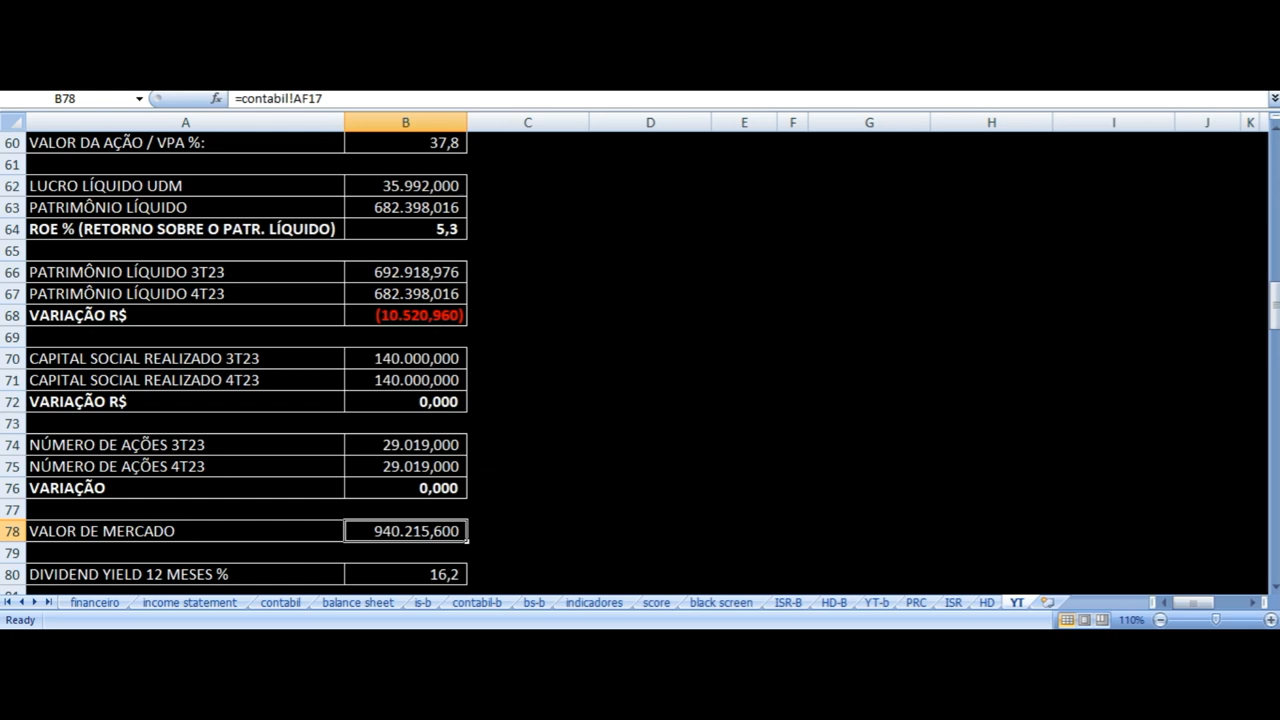 B78 fx =contabil!AF17
A B C D E F G H I J K
60 VALOR DA AÇÃO / VPA %: 37,8
61
62 LUCRO LÍQUIDO UDM 35.992,000
63 PATRIMÔNIO LÍQUIDO 682.398,016
64 ROE % (RETORNO SOBRE O PATR. LÍQUIDO) 5,3
65
66 PATRIMÔNIO LÍQUIDO 3T23 692.918,976
67 PATRIMÔNIO LÍQUIDO 4T23 682.398,016
68 VARIAÇÃO R$ (10.520,960)
69
70 CAPITAL SOCIAL REALIZADO 3T23 140.000,000
71 CAPITAL SOCIAL REALIZADO 4T23 140.000,000
72 VARIAÇÃO R$ 0,000
73
74 NÚMERO DE AÇÕES 3T23 29.019,000
75 NÚMERO DE AÇÕES 4T23 29.019,000
76 VARIAÇÃO 0,000
77
78 VALOR DE MERCADO 940.215,600
79
80 DIVIDEND YIELD 12 MESES % 16,2
financeiro income statement contabil balance sheet is-b contabil-b bs-b indicadores score black screen ISR-B HD-B YT-b PRC ISR HD YT
Ready 110%